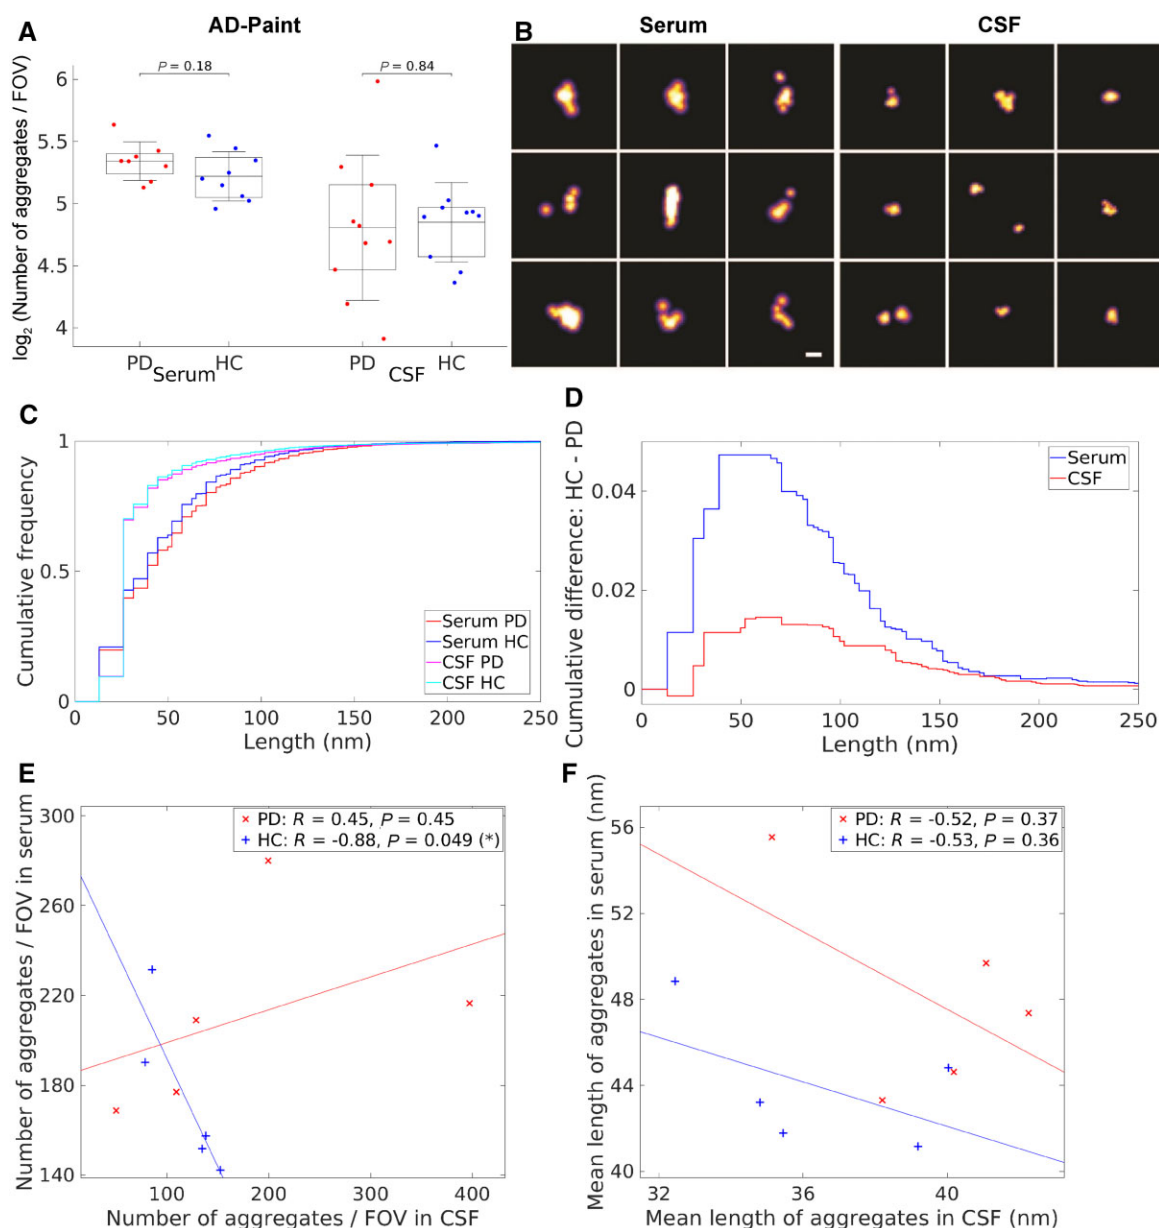 A
AD-Paint
log₂ (Number of aggregates / FOV)
6
5.5
5
4.5
4
P = 0.18
P = 0.84
PD
HC
PD
HC
Serum
CSF
B
Serum
CSF
C
Cumulative frequency
1
0.5
0
0
50
100
150
200
250
Length (nm)
Serum PD
Serum HC
CSF PD
CSF HC
D
Cumulative difference: HC - PD
0.04
0.02
0
0
50
100
150
200
250
Length (nm)
Serum
CSF
E
Number of aggregates / FOV in serum
300
260
220
180
140
100
200
300
400
Number of aggregates / FOV in CSF
PD: R = 0.45, P = 0.45
HC: R = -0.88, P = 0.049 (*)
F
Mean length of aggregates in serum (nm)
56
52
48
44
40
32
36
40
Mean length of aggregates in CSF (nm)
PD: R = -0.52, P = 0.37
HC: R = -0.53, P = 0.36